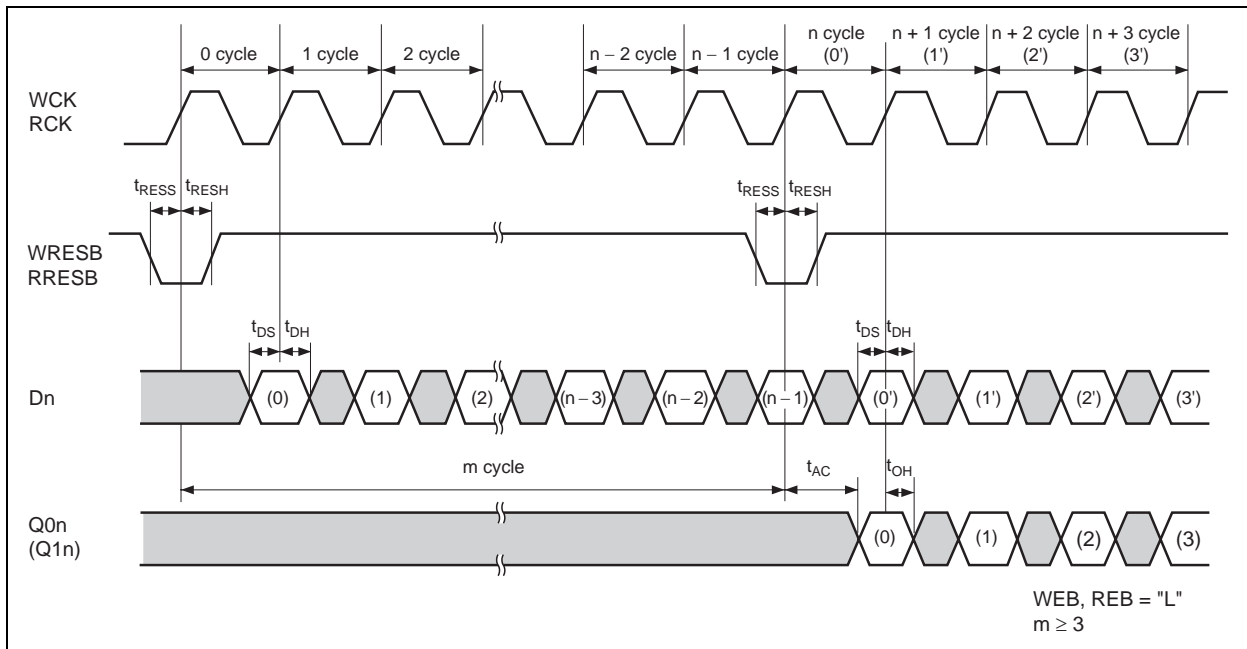 0 cycle
1 cycle
2 cycle
n − 2 cycle
n − 1 cycle
n cycle
(0')
n + 1 cycle
(1')
n + 2 cycle
(2')
n + 3 cycle
(3')
WCK
RCK
tRESS
tRESH
tRESS
tRESH
WRESB
RRESB
tDS
tDH
tDS
tDH
Dn
(0)
(1)
(2)
(n − 3)
(n − 2)
(n − 1)
(0')
(1')
(2')
(3')
m cycle
tAC
tOH
Q0n
(Q1n)
(0)
(1)
(2)
(3)
WEB, REB = "L"
m ≥ 3